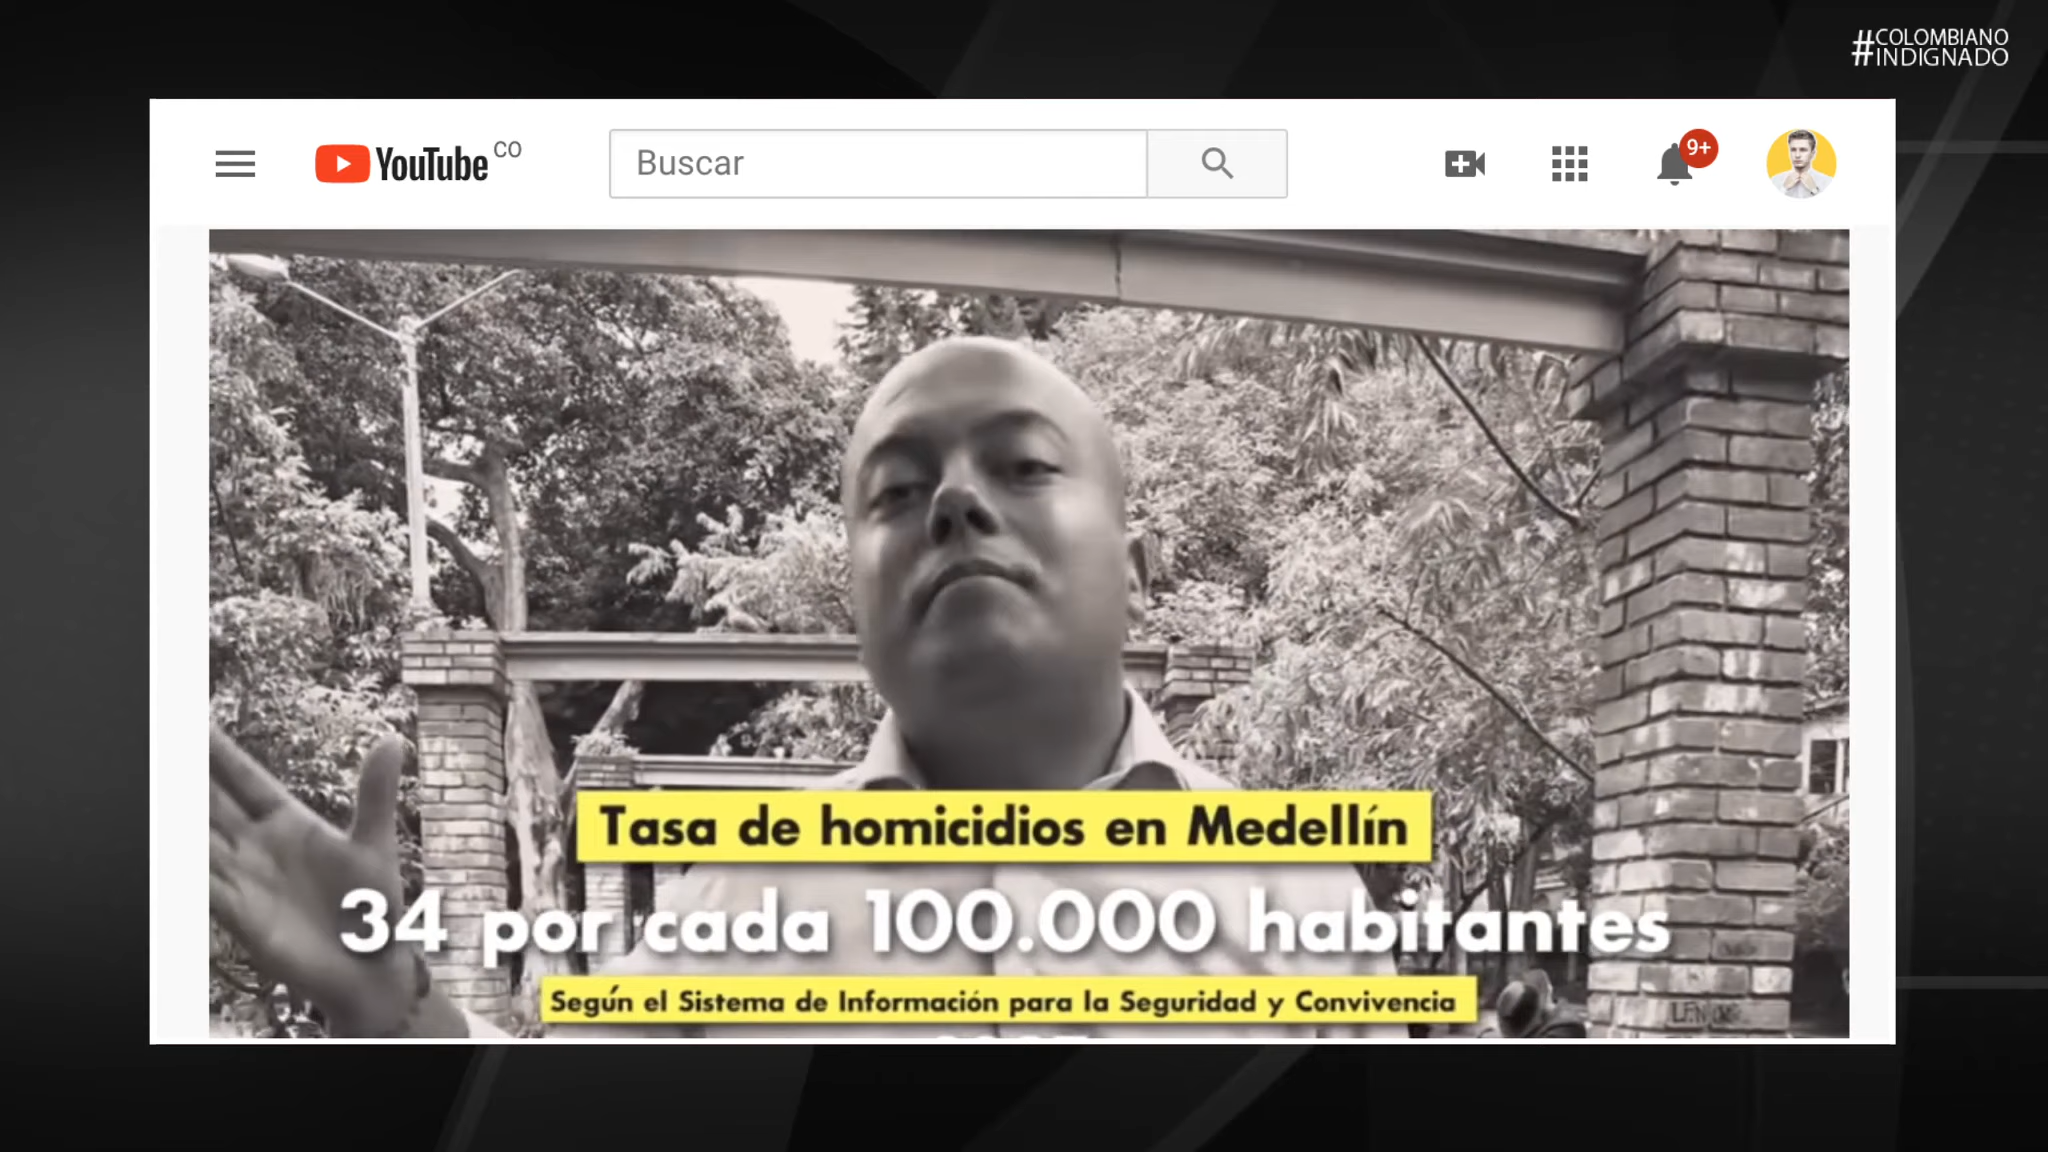 #COLOMBIANO
INDIGNADO
YouTube CO
Buscar
9+
Tasa de homicidios en Medellín
34 por cada 100.000 habitantes
Según el Sistema de Información para la Seguridad y Convivencia